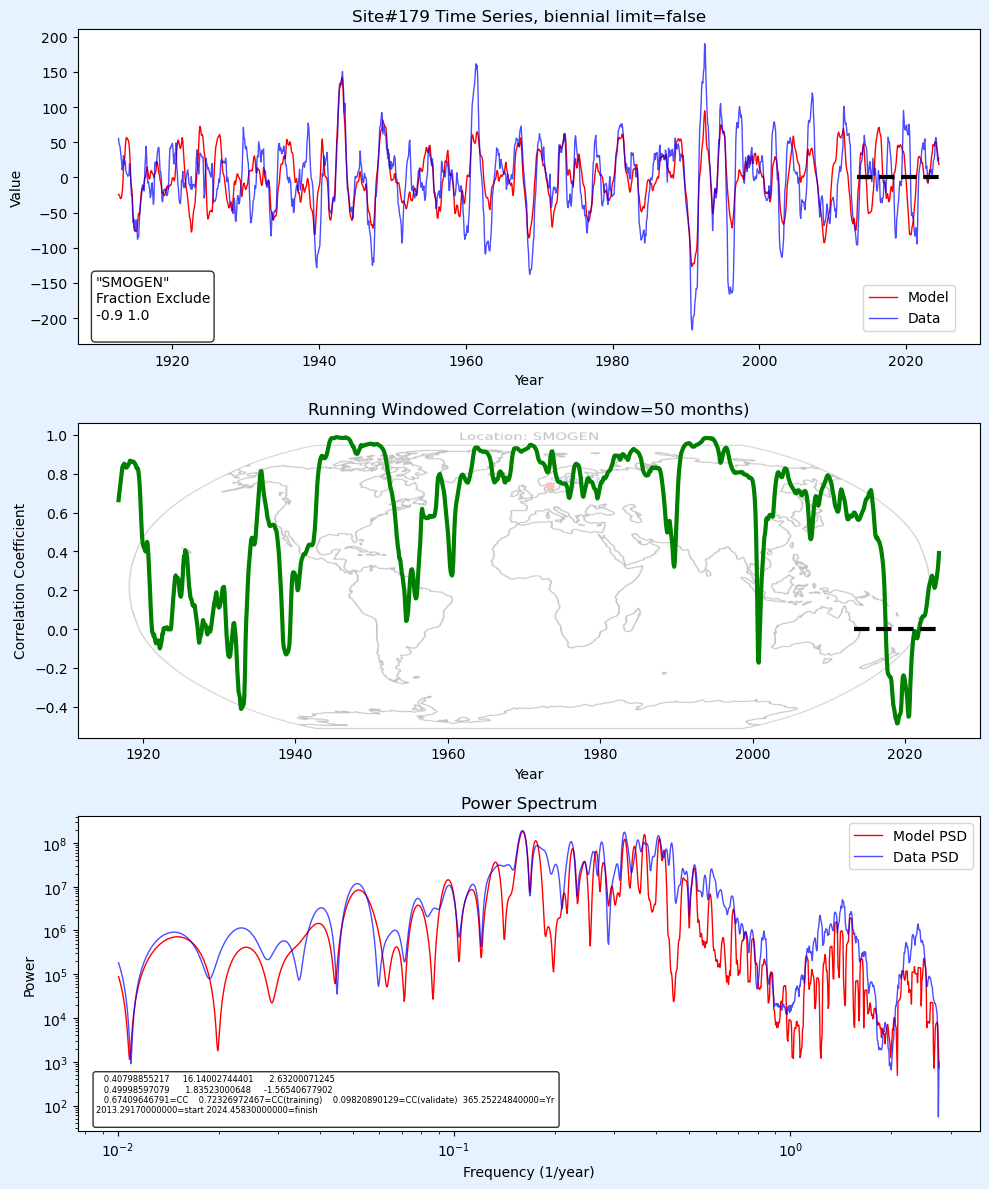 Site#179 Time Series, biennial limit=false
200
150
100
50
0
−50
−100
−150
−200
Value
"SMOGEN"
Fraction Exclude
-0.9 1.0
Model
Data
1920
1940
1960
1980
2000
2020
Year
Running Windowed Correlation (window=50 months)
Location: SMOGEN
1.0
0.8
0.6
0.4
0.2
0.0
−0.2
−0.4
Correlation Coefficient
1920
1940
1960
1980
2000
2020
Year
Power Spectrum
Model PSD
Data PSD
10^8
10^7
10^6
10^5
10^4
10^3
10^2
Power
0.40798855217 16.14002744401 2.63200071245
0.49998597079 1.83523000648 -1.56540677902
0.67409646791=CC 0.72326972467=CC(training) 0.09820890129=CC(validate) 365.25224840000=Yr
2013.29170000000=start 2024.45830000000=finish
10^−2
10^−1
10^0
Frequency (1/year)